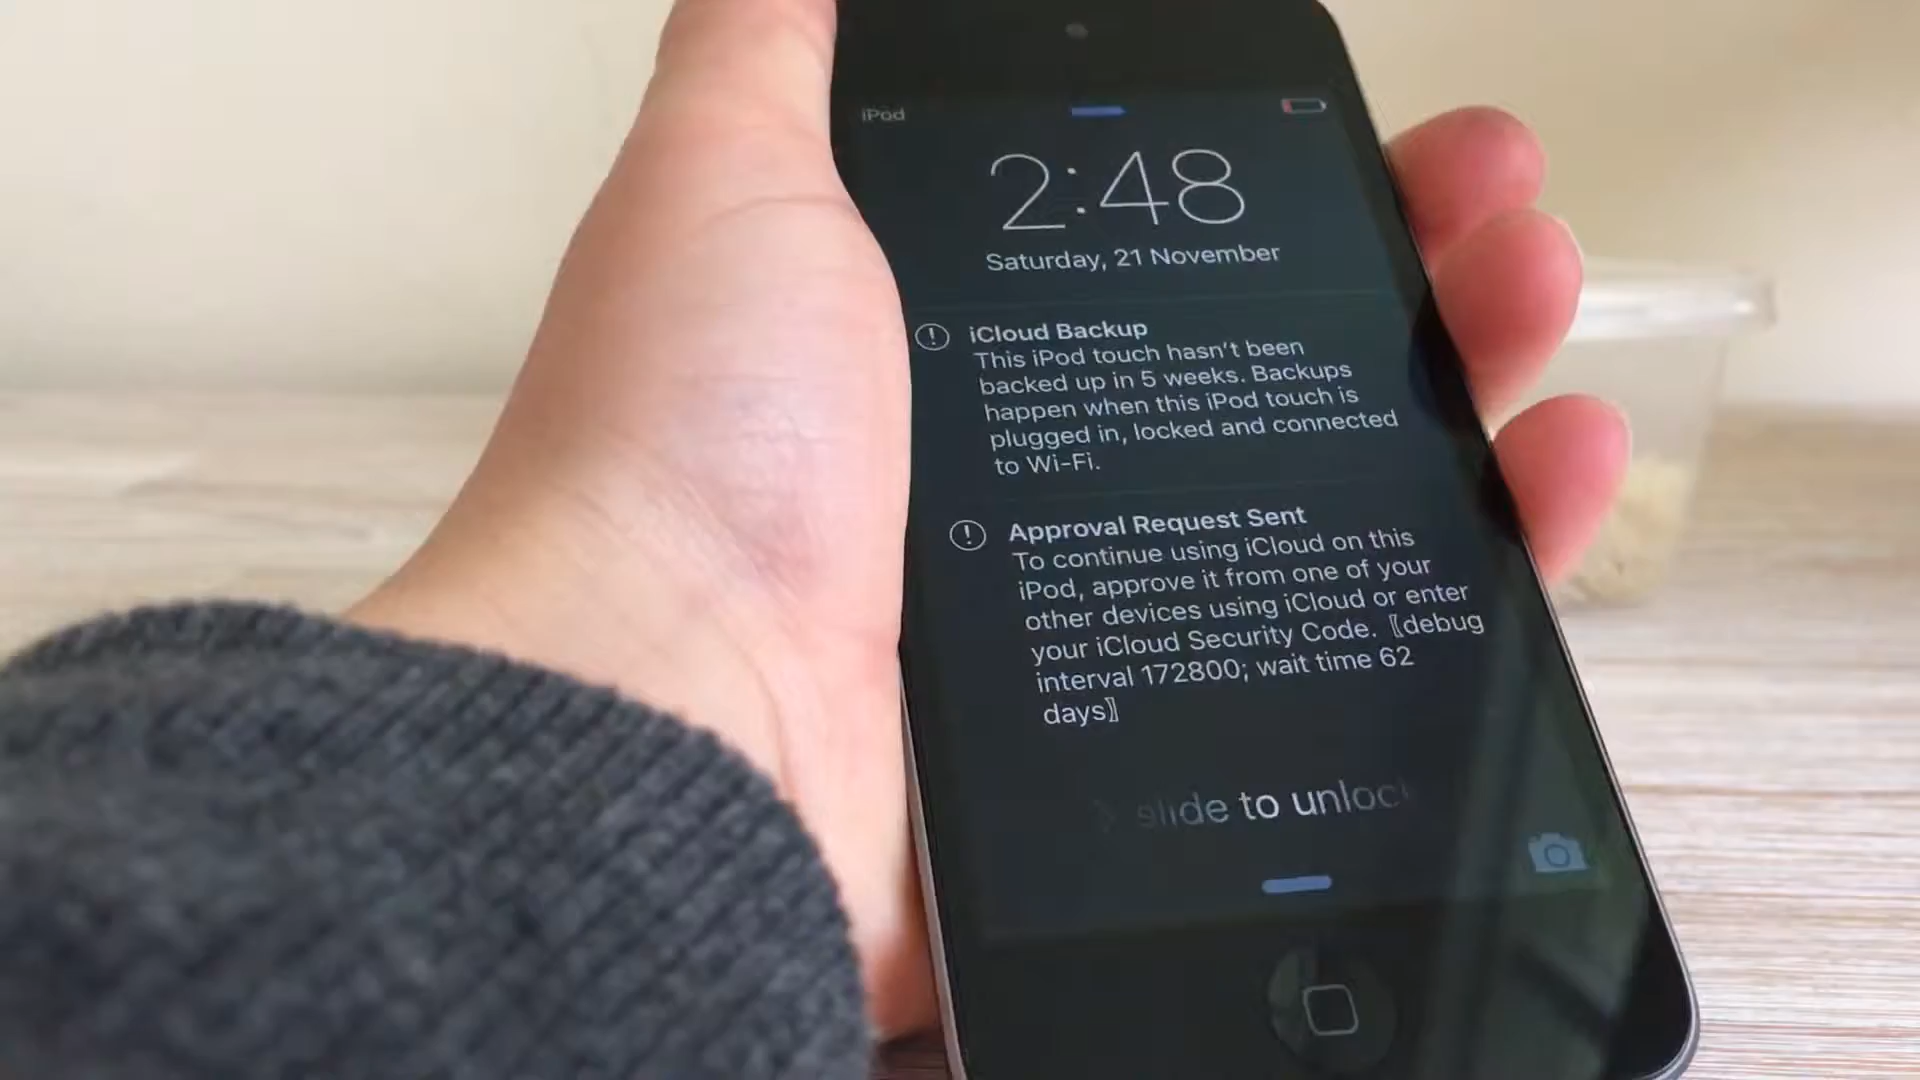 iPod
2:48
Saturday, 21 November
iCloud Backup
This iPod touch hasn't been
backed up in 5 weeks. Backups
happen when this iPod touch is
plugged in, locked and connected
to Wi-Fi.
Approval Request Sent
To continue using iCloud on this
iPod, approve it from one of your
other devices using iCloud or enter
your iCloud Security Code. 〖debug
interval 172800; wait time 62
days〗
slide to unlock